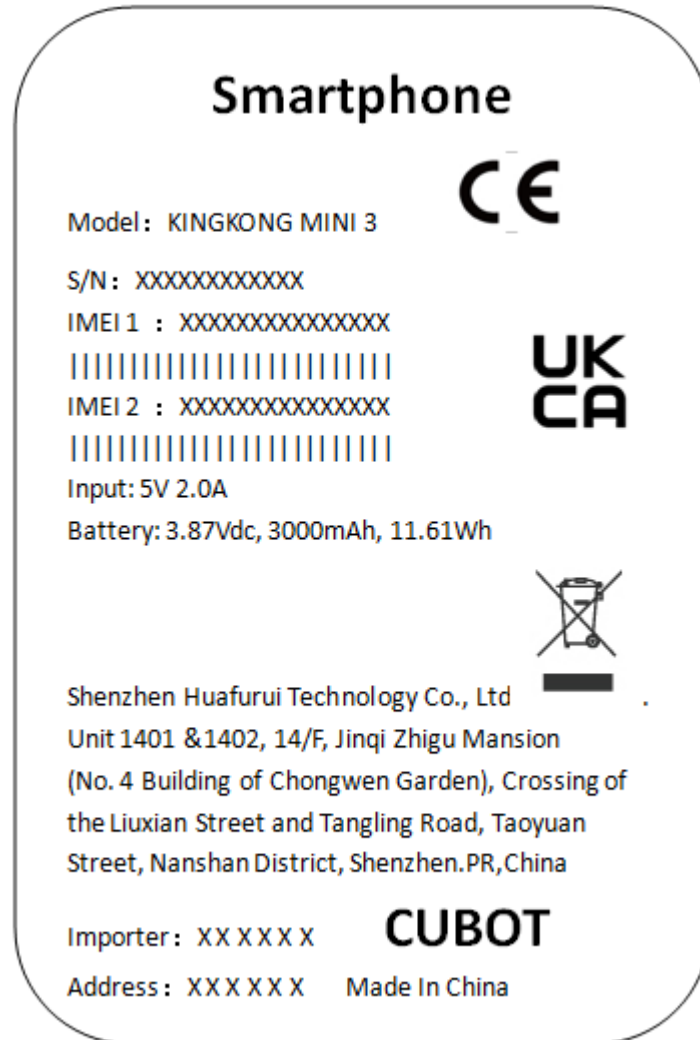 Smartphone
CE
Model：KINGKONG MINI 3
S/N：XXXXXXXXXXXX
IMEI 1 ：XXXXXXXXXXXXXXX
IMEI 2 ：XXXXXXXXXXXXXXX
UK
CA
Input: 5V 2.0A
Battery: 3.87Vdc, 3000mAh, 11.61Wh
Shenzhen Huafurui Technology Co., Ltd .
Unit 1401 &1402, 14/F, Jinqi Zhigu Mansion
(No. 4 Building of Chongwen Garden), Crossing of
the Liuxian Street and Tangling Road, Taoyuan
Street, Nanshan District, Shenzhen.PR,China
Importer：X X X X X X CUBOT
Address：X X X X X X Made In China